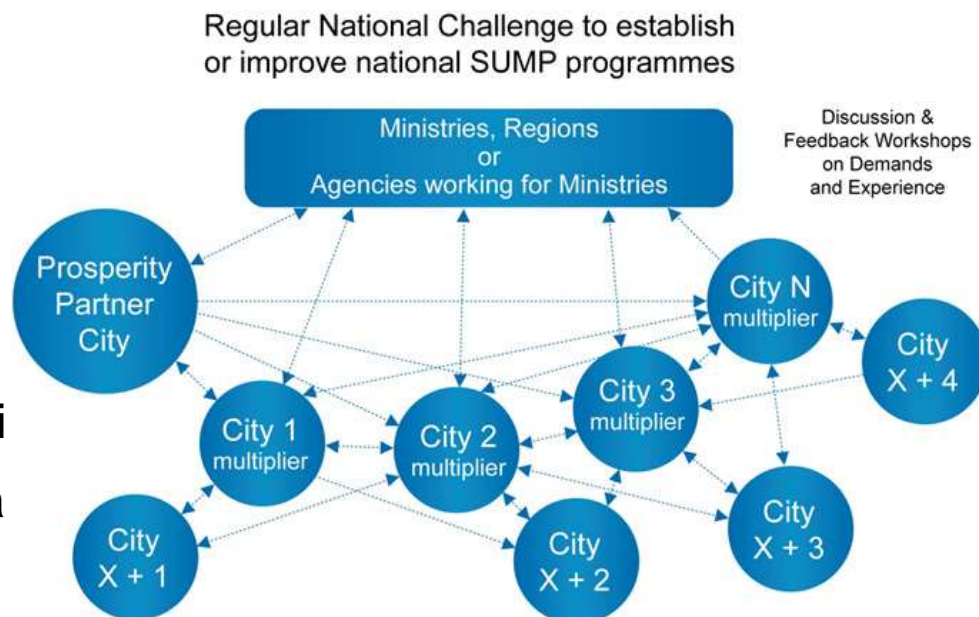 Regular National Challenge to establish
or improve national SUMP programmes
Ministries, Regions
or
Agencies working for Ministries
Discussion &
Feedback Workshops
on Demands
and Experience
Prosperity
Partner
City
City N
multiplier
City
X + 4
City 3
multiplier
City 1
multiplier
City 2
multiplier
i
City
X + 1
City
X + 2
City
X + 3